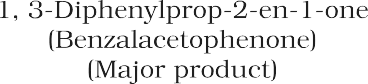 1, 3-Diphenylprop-2-en-1-one
(Benzalacetophenone)
(Major product)